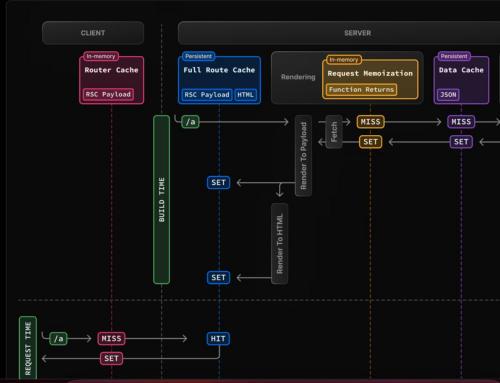 CLIENT
SERVER
In-memory
Router Cache
RSC Payload
Persistent
Full Route Cache
RSC Payload
HTML
Rendering
In-memory
Request Memoization
Function Returns
Persistent
Data Cache
JSON
BUILD TIME
/a
Render To Payload
Fetch
MISS
MISS
SET
SET
SET
Render To HTML
SET
REQUEST TIME
/a
MISS
HIT
SET